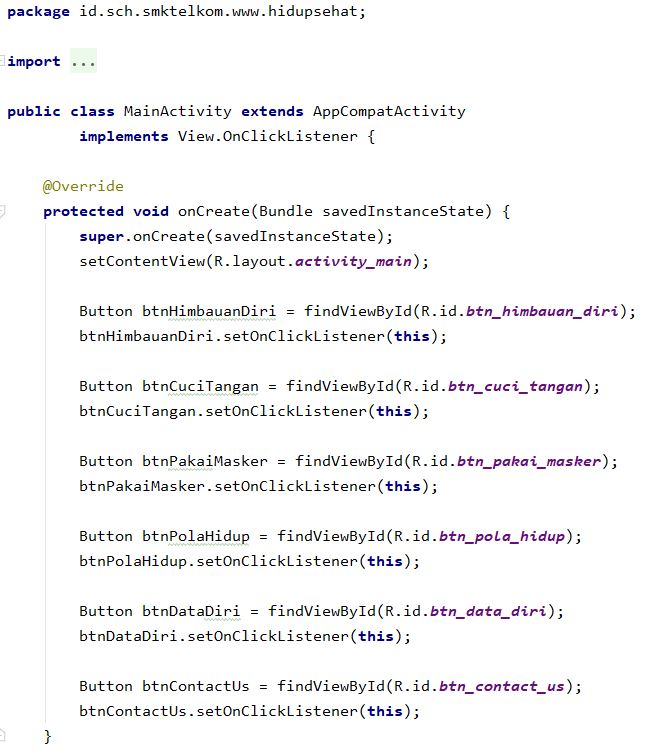 package id.sch.smktelkom.www.hidupsehat;
import ...
public class MainActivity extends AppCompatActivity
implements View.OnClickListener {
@Override
protected void onCreate(Bundle savedInstanceState) {
super.onCreate(savedInstanceState);
setContentView(R.layout.activity_main);
Button btnHimbauanDiri = findViewById(R.id.btn_himbauan_diri);
btnHimbauanDiri.setOnClickListener(this);
Button btnCuciTangan = findViewById(R.id.btn_cuci_tangan);
btnCuciTangan.setOnClickListener(this);
Button btnPakaiMasker = findViewById(R.id.btn_pakai_masker);
btnPakaiMasker.setOnClickListener(this);
Button btnPolaHidup = findViewById(R.id.btn_pola_hidup);
btnPolaHidup.setOnClickListener(this);
Button btnDataDiri = findViewById(R.id.btn_data_diri);
btnDataDiri.setOnClickListener(this);
Button btnContactUs = findViewById(R.id.btn_contact_us);
btnContactUs.setOnClickListener(this);
}